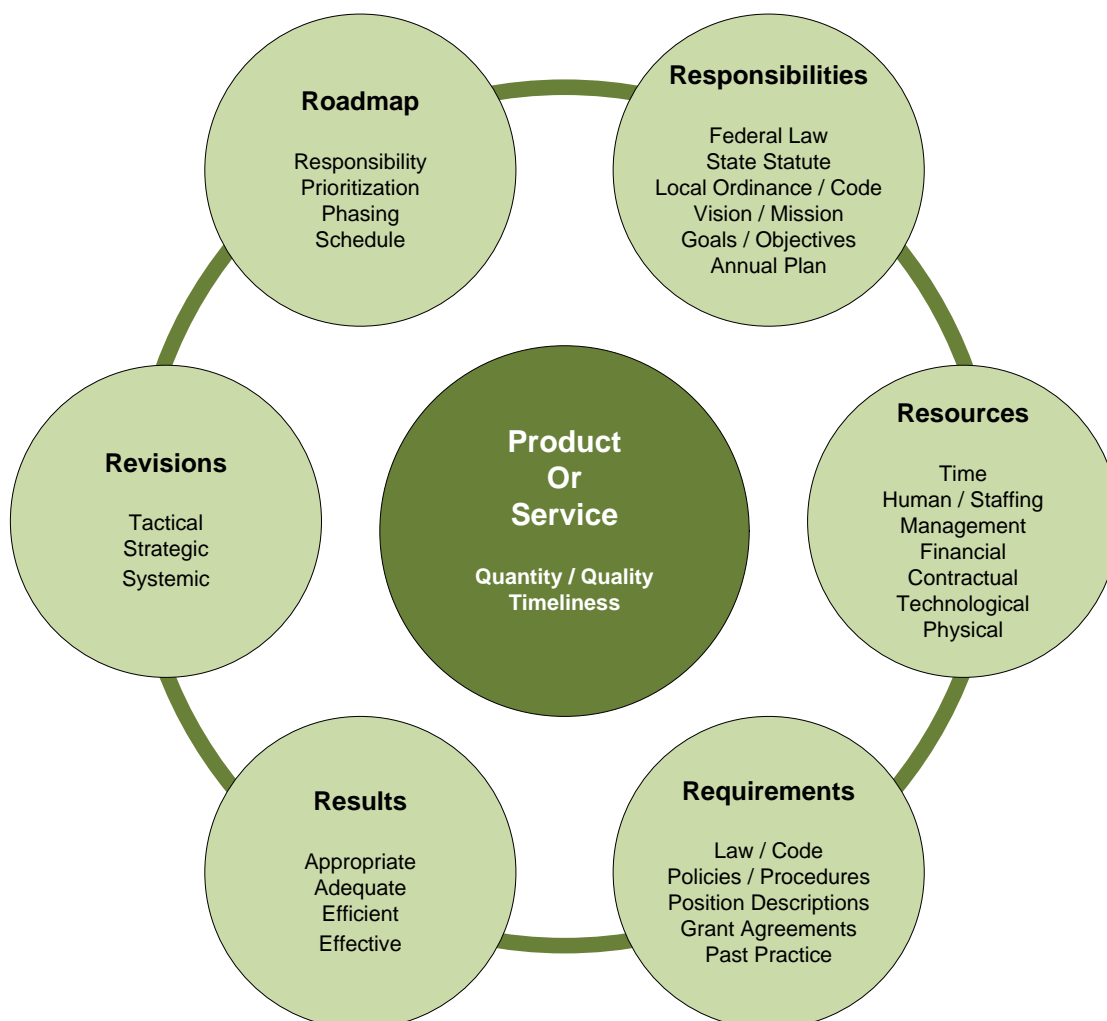 Roadmap
Responsibility
Prioritization
Phasing
Schedule
Responsibilities
Federal Law
State Statute
Local Ordinance / Code
Vision / Mission
Goals / Objectives
Annual Plan
Revisions
Tactical
Strategic
Systemic
Product
Or
Service
Quantity / Quality
Timeliness
Resources
Time
Human / Staffing
Management
Financial
Contractual
Technological
Physical
Results
Appropriate
Adequate
Efficient
Effective
Requirements
Law / Code
Policies / Procedures
Position Descriptions
Grant Agreements
Past Practice